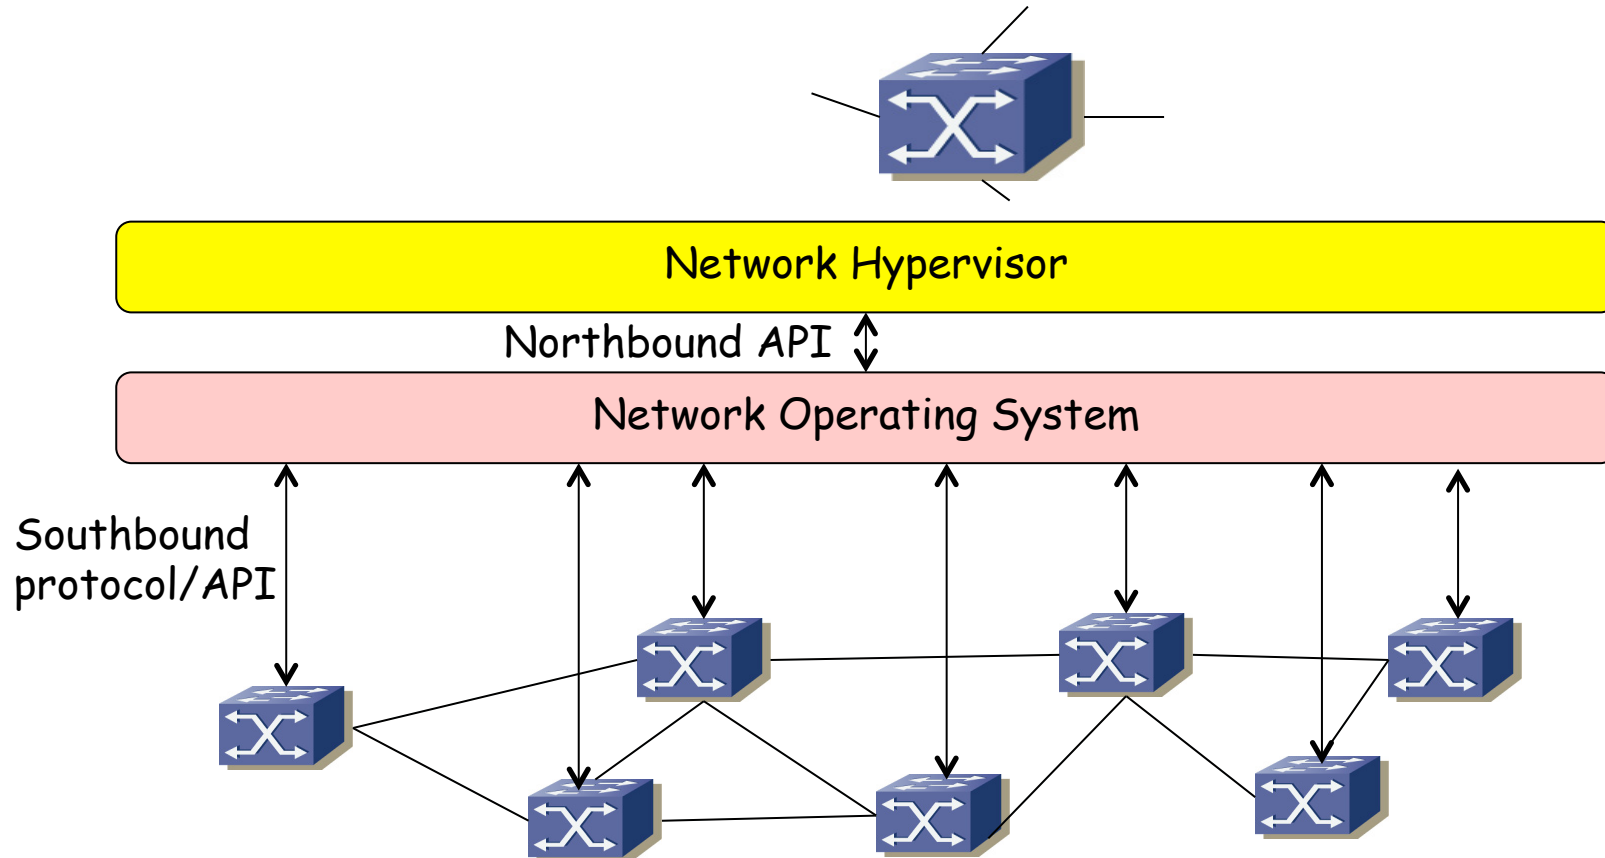 Network Hypervisor
Northbound API
Network Operating System
Southbound
protocol/API